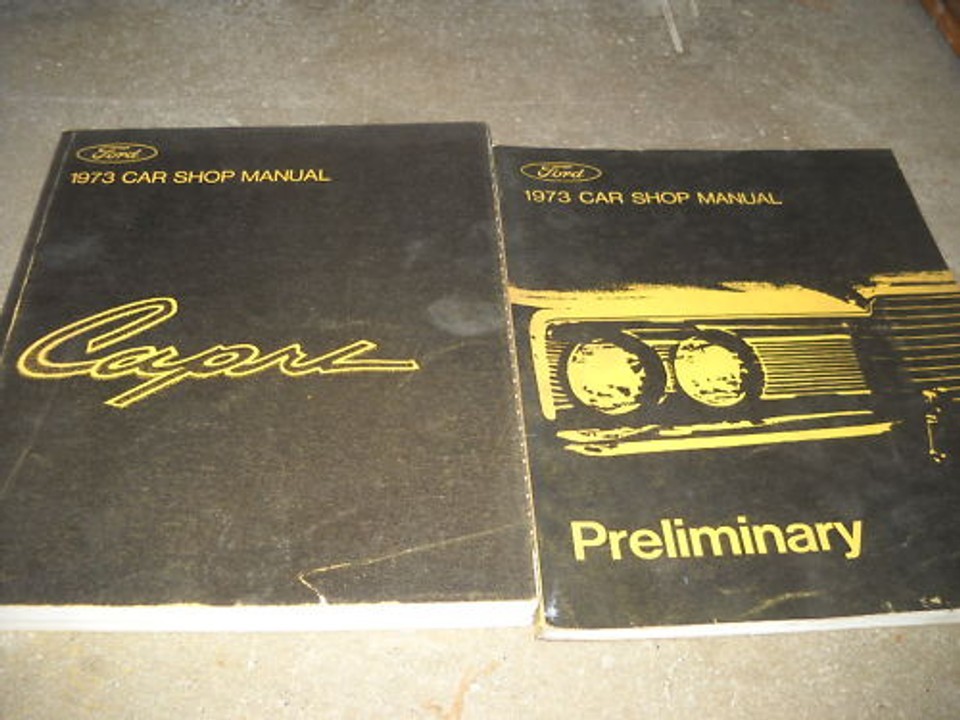 Ford
1973 CAR SHOP MANUAL
Capri
Ford
1973 CAR SHOP MANUAL
Preliminary